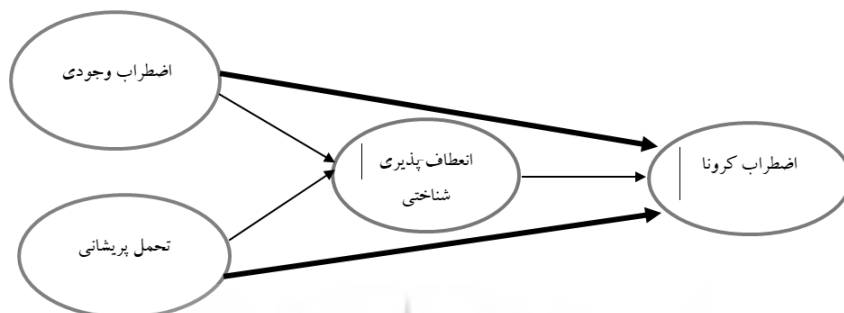 اضطراب وجودی
انعطاف‌پذیری
شناختی
اضطراب کرونا
تحمل پریشانی